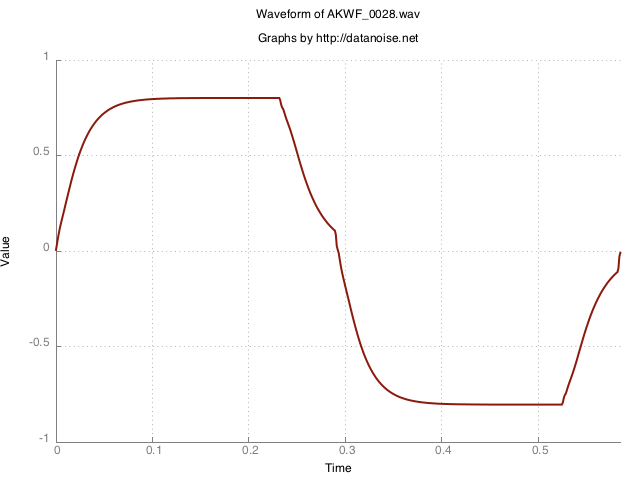 Waveform of AKWF_0028.wav
Graphs by http://datanoise.net
1
0.5
0
-0.5
-1
Value
0 0.1 0.2 0.3 0.4 0.5
Time